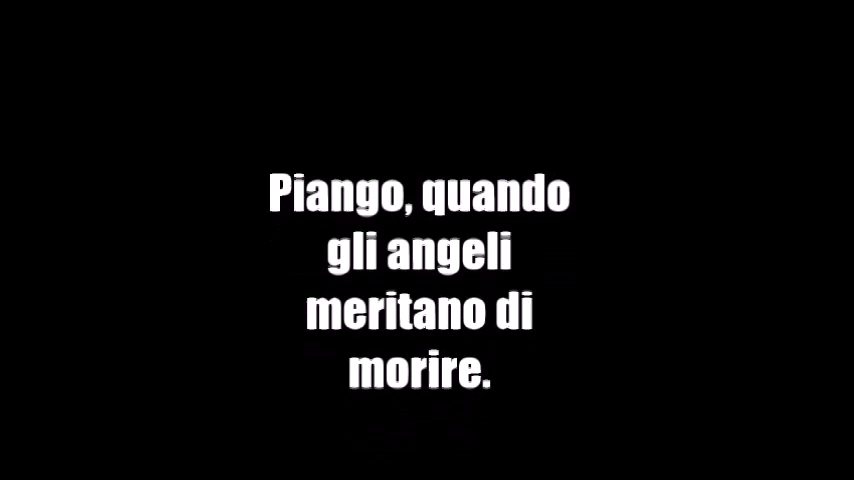 Piango, quando
gli angeli
meritano di
morire.